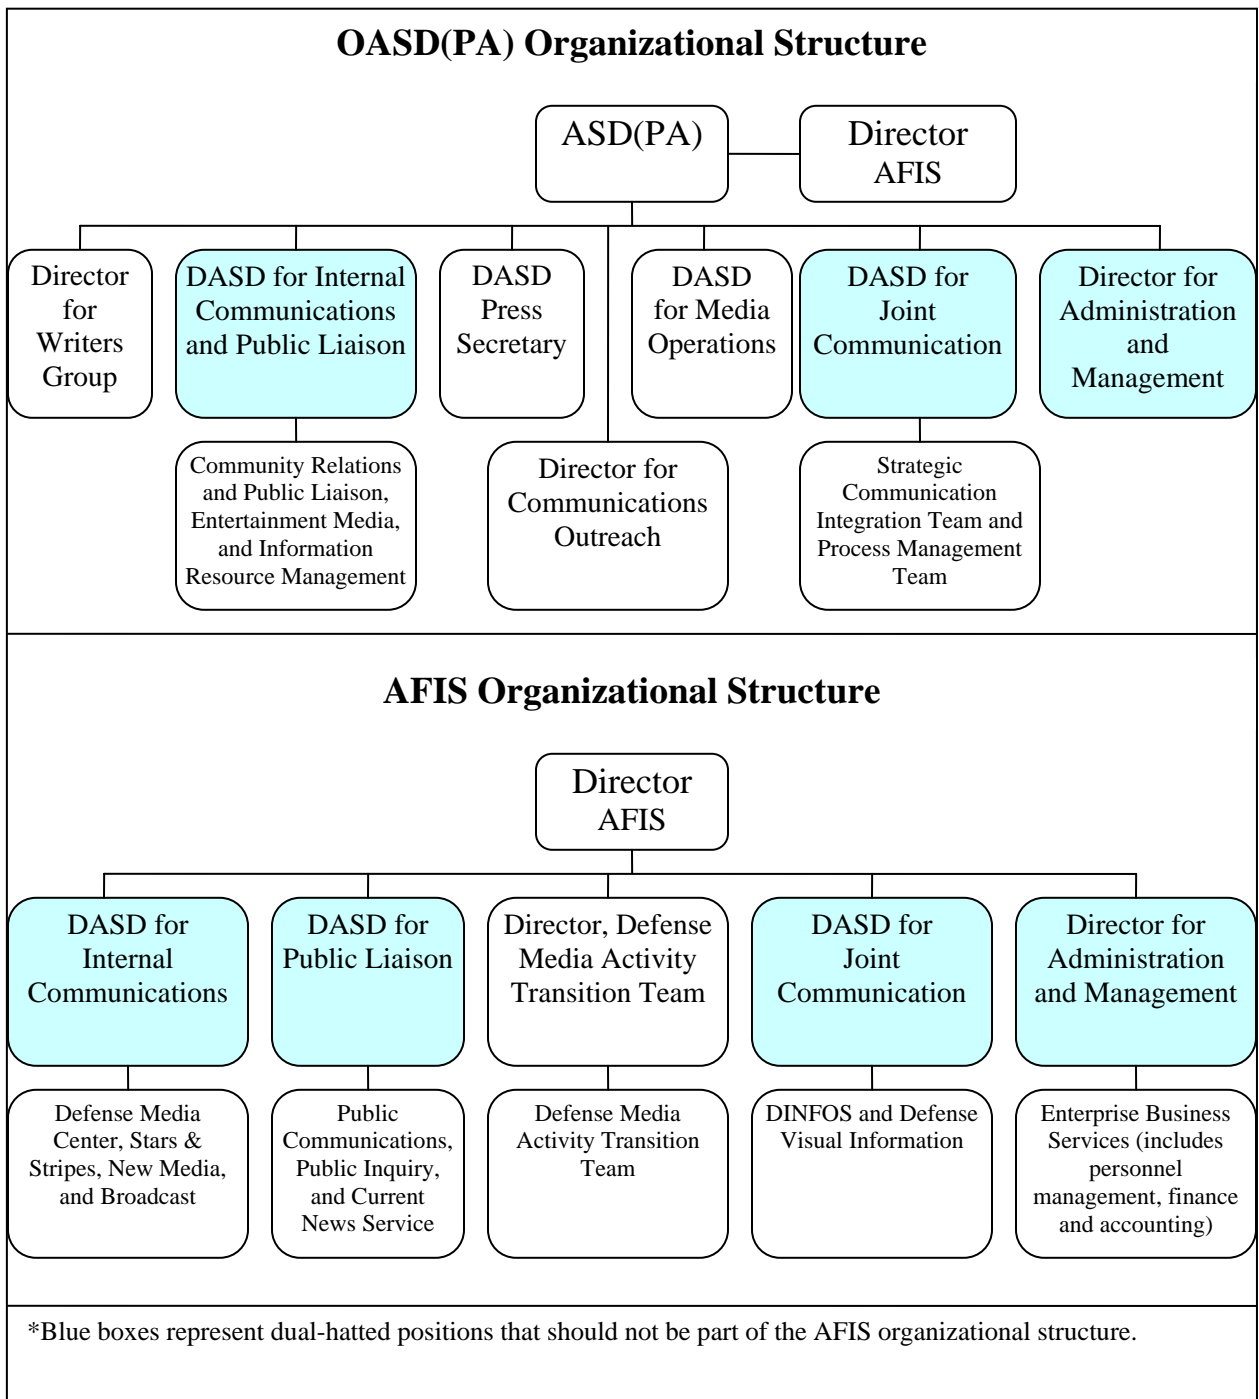 OASD(PA) Organizational Structure
ASD(PA)
Director
AFIS
Director
for
Writers
Group
DASD for Internal
Communications
and Public Liaison
DASD
Press
Secretary
DASD
for Media
Operations
DASD for
Joint
Communication
Director for
Administration
and
Management
Community Relations
and Public Liaison,
Entertainment Media,
and Information
Resource Management
Director for
Communications
Outreach
Strategic
Communication
Integration Team and
Process Management
Team
AFIS Organizational Structure
Director
AFIS
DASD for
Internal
Communications
DASD for
Public Liaison
Director, Defense
Media Activity
Transition Team
DASD for
Joint
Communication
Director for
Administration
and Management
Defense Media
Center, Stars &
Stripes, New Media,
and Broadcast
Public
Communications,
Public Inquiry,
and Current
News Service
Defense Media
Activity Transition
Team
DINFOS and Defense
Visual Information
Enterprise Business
Services (includes
personnel
management, finance
and accounting)
*Blue boxes represent dual-hatted positions that should not be part of the AFIS organizational structure.